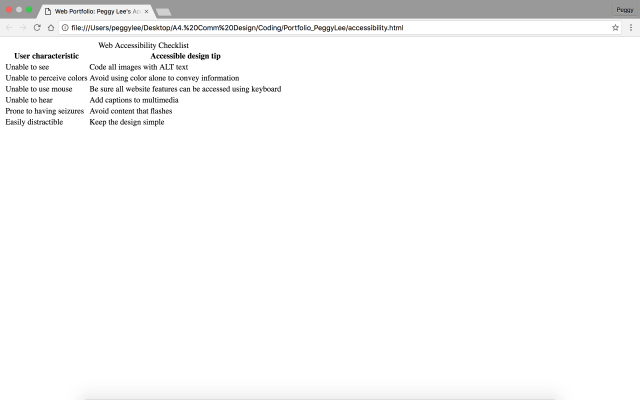 Web Portfolio: Peggy Lee's Ac
Peggy
file:///Users/peggylee/Desktop/A4.%20Comm%20Design/Coding/Portfolio_PeggyLee/accessibility.html
Web Accessibility Checklist
User characteristic Accessible design tip
Unable to see Code all images with ALT text
Unable to perceive colors Avoid using color alone to convey information
Unable to use mouse Be sure all website features can be accessed using keyboard
Unable to hear Add captions to multimedia
Prone to having seizures Avoid content that flashes
Easily distractible Keep the design simple